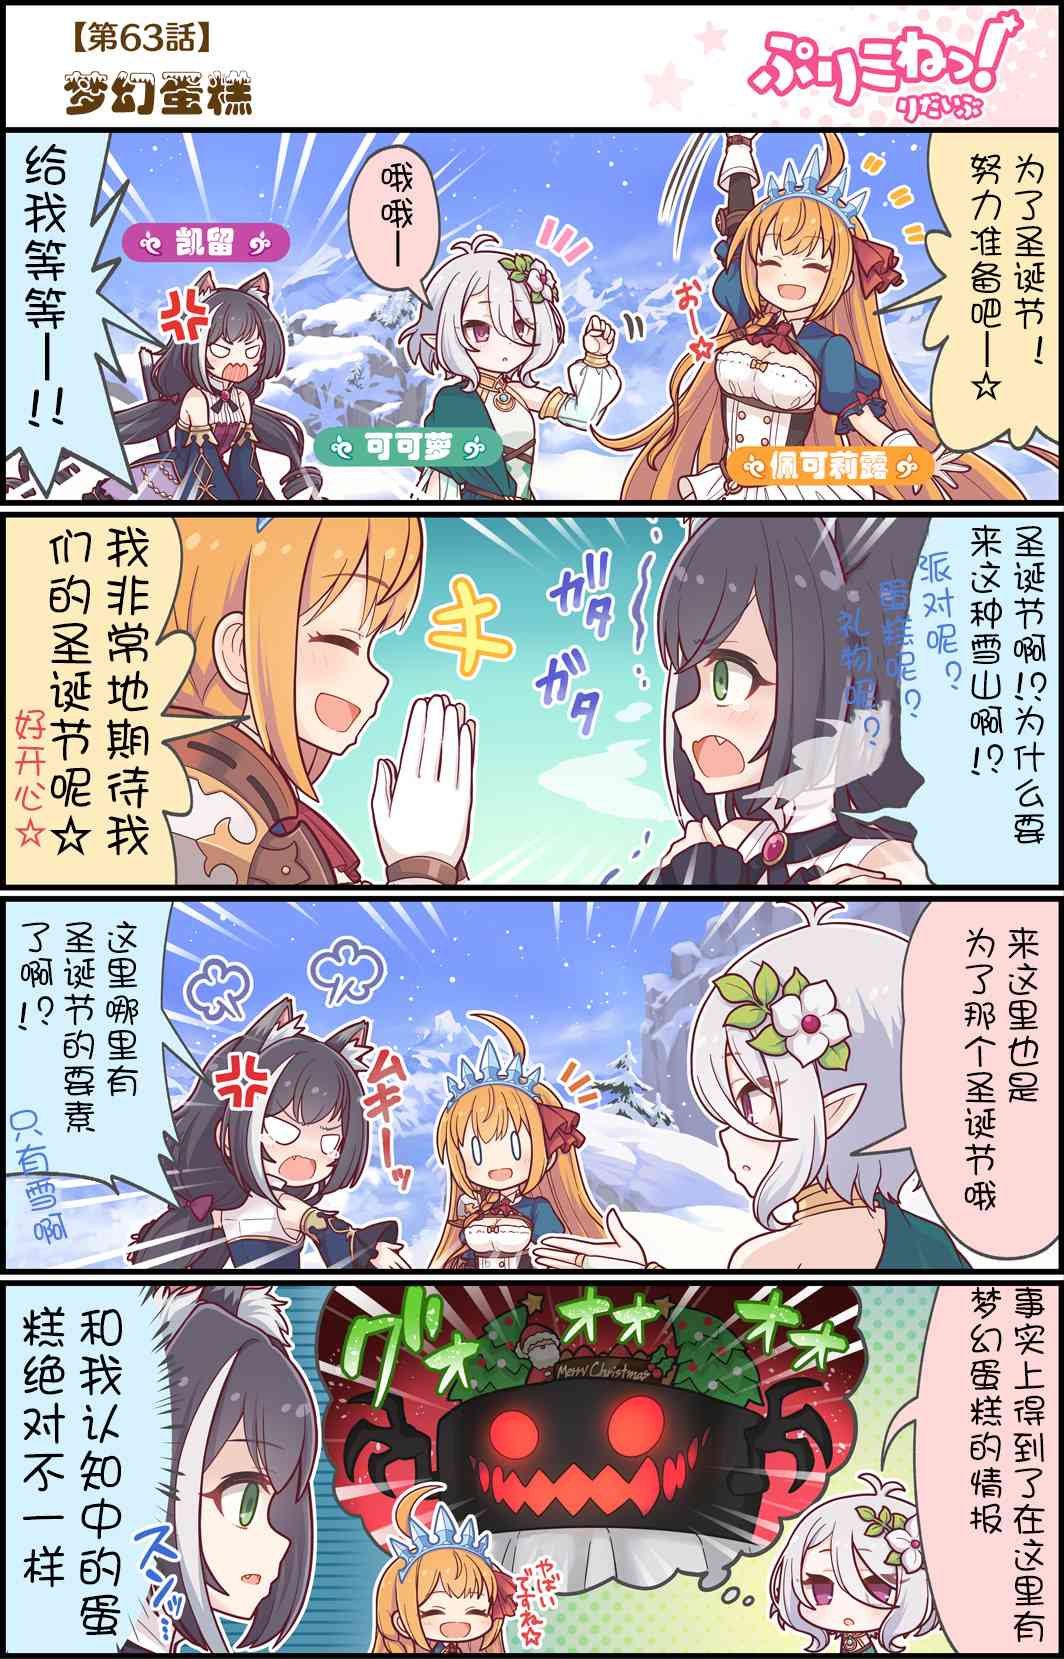 【第63話】
梦幻蛋糕
ぷりこねっ!
りだいぶ
为了圣诞节！
努力准备吧ー☆
おー☆
佩可莉露
哦哦ー
可可萝
给我等等ー!!
凯留
圣诞节啊!?为什么要
来这种雪山啊!?
派对呢?
蛋糕呢?
礼物呢?
ガタ
ガタ
我非常地期待我
们的圣诞节呢☆
好开心☆
来这里也是
为了那个圣诞节哦
ムキーッ
这里哪里有
圣诞节的要素
了啊!?
只有雪啊
事实上得到了在这里有
梦幻蛋糕的情报
グォ
オォ
オォ
Merry Christmas
やばい
ですね☆
和我认知中的蛋
糕绝对不一样
スンッ…